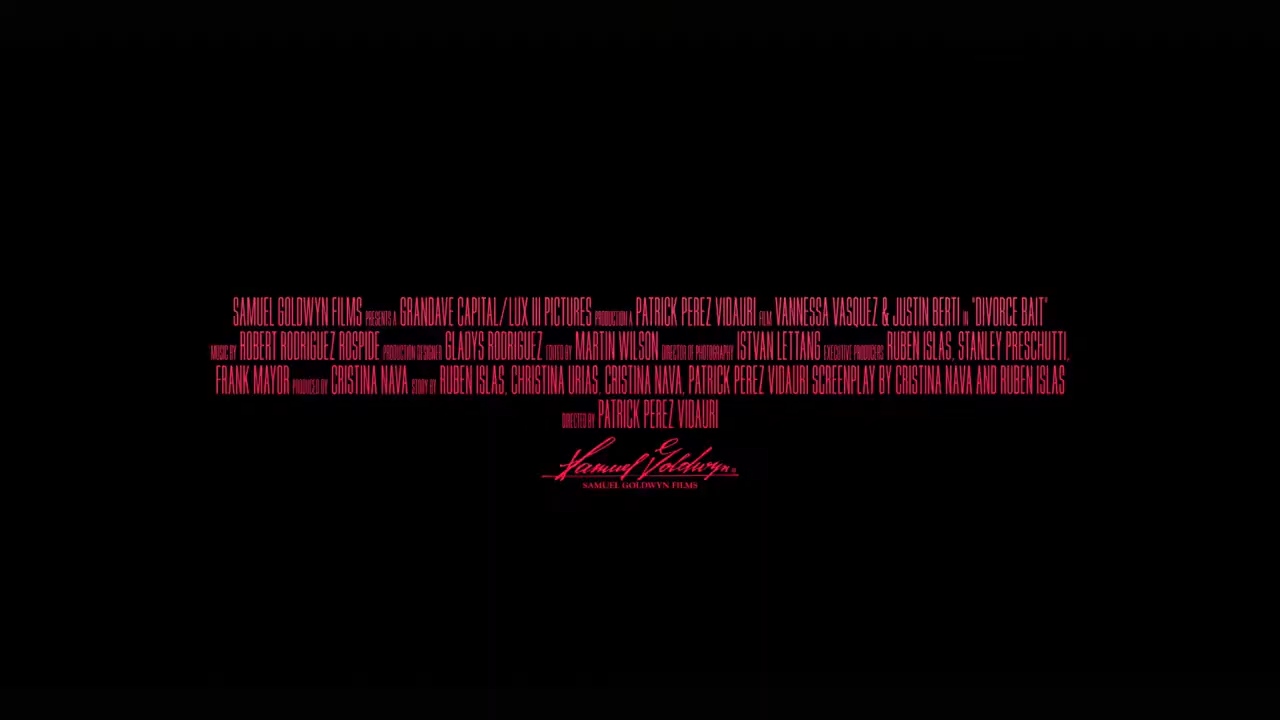 SAMUEL GOLDWYN FILMS PRESENTS A GRANDAVE CAPITAL/LUX III PICTURES PRODUCTION A PATRICK PEREZ VIDAURI FILM VANNESSA VASQUEZ & JUSTIN BERTI IN "DIVORCE BAIT"
MUSIC BY ROBERT RODRIGUEZ ROSPIDE, PRODUCTION DESIGNER GLADYS RODRIGUEZ EDITED BY MARTIN WILSON DIRECTOR OF PHOTOGRAPHY ISTVAN LETTANG EXECUTIVE PRODUCERS RUBEN ISLAS, STANLEY PRESCHUTTI,
FRANK MAYOR PRODUCED BY CRISTINA NAVA STORY BY RUBEN ISLAS, CHRISTINA URIAS, CRISTINA NAVA, PATRICK PEREZ VIDAURI SCREENPLAY BY CRISTINA NAVA AND RUBEN ISLAS
DIRECTED BY PATRICK PEREZ VIDAURI
Samuel Goldwyn®
SAMUEL GOLDWYN FILMS